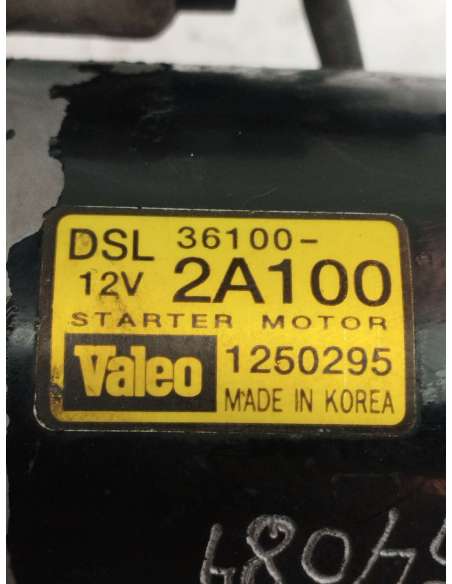 DSL 36100-
12V 2A100
STARTER MOTOR
Valeo 1250295
MADE IN KOREA